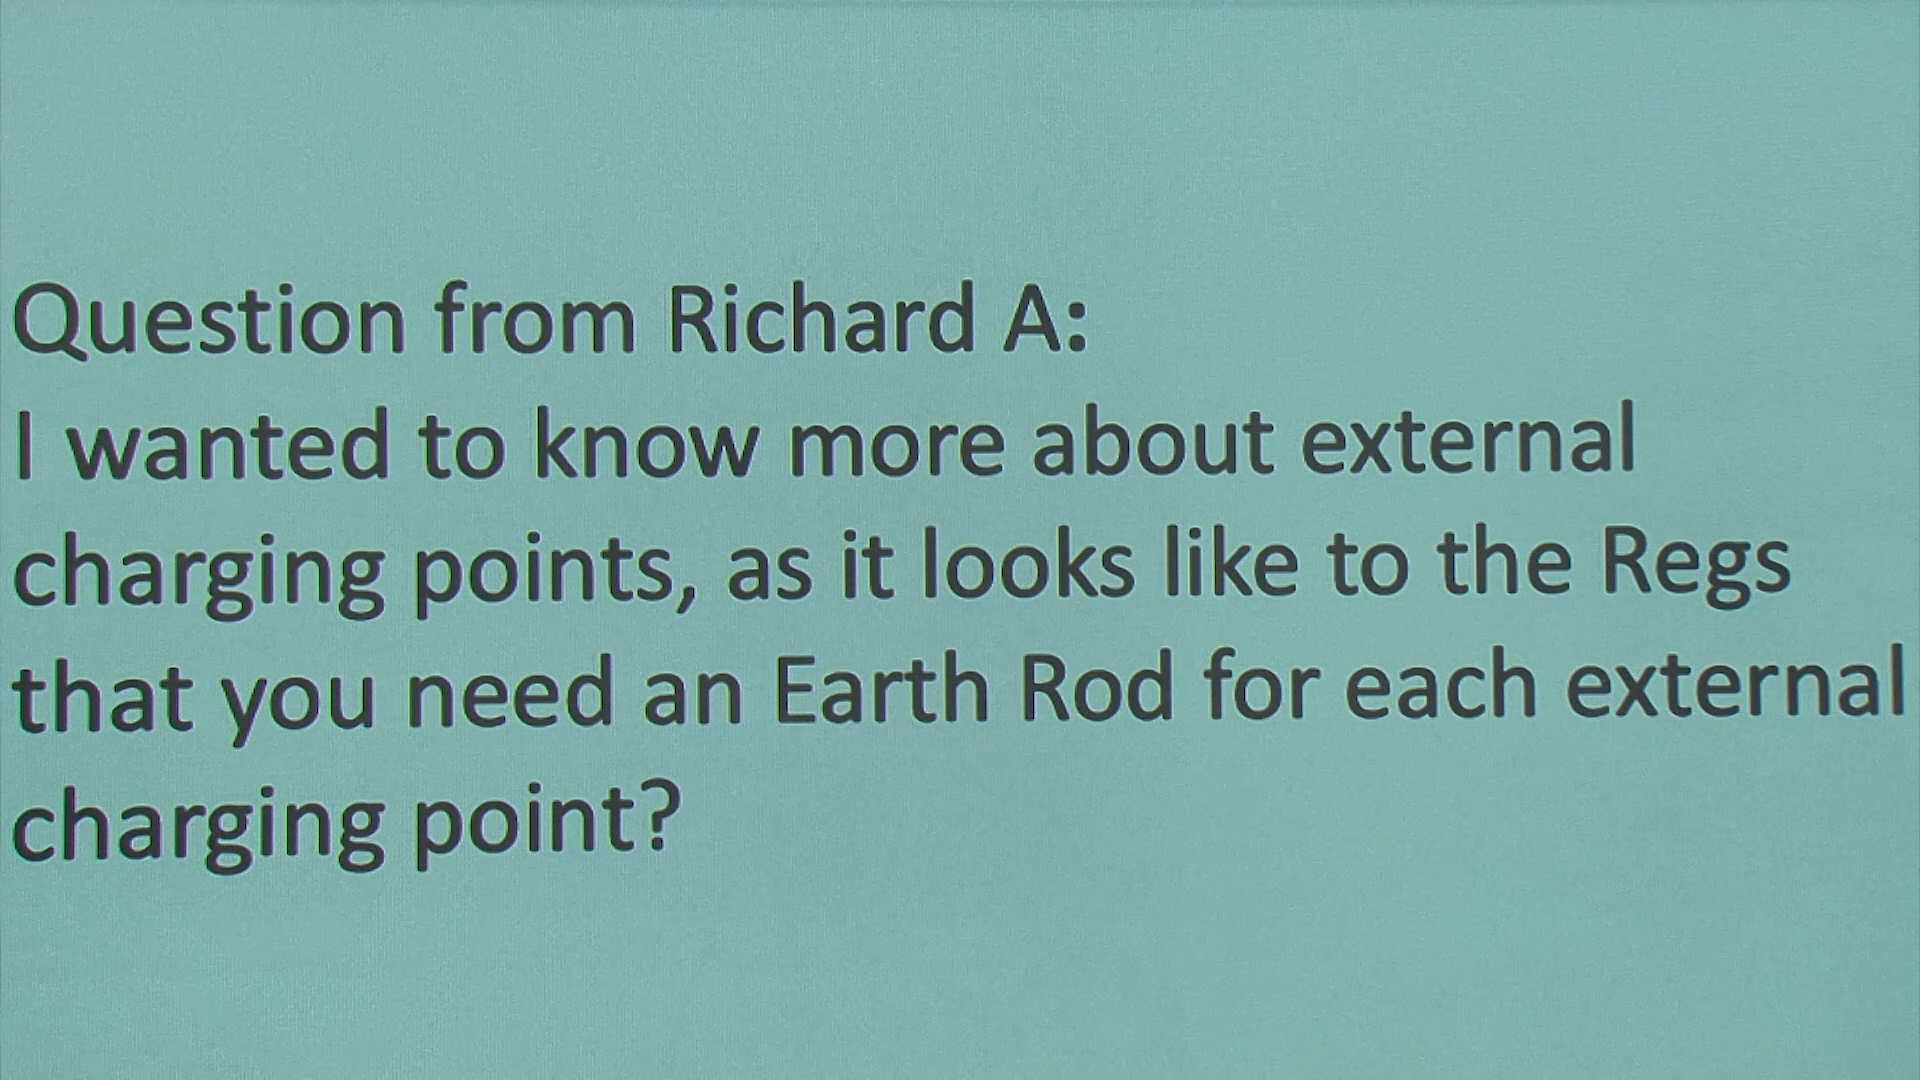 Question from Richard A:
I wanted to know more about external
charging points, as it looks like to the Regs
that you need an Earth Rod for each external
charging point?